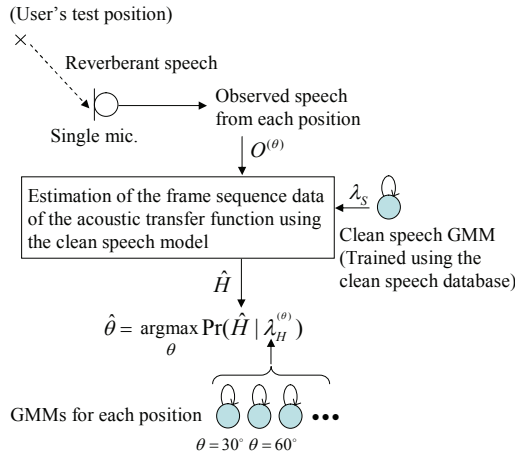 (User's test position)
×
Reverberant speech
Single mic.
Observed speech
from each position
O^(θ)
Estimation of the frame sequence data
of the acoustic transfer function using
the clean speech model
λ_S
Clean speech GMM
(Trained using the
clean speech database)
Ĥ
θ̂ = argmax_θ Pr(Ĥ | λ_H^(θ))
GMMs for each position
•••
θ = 30° θ = 60°